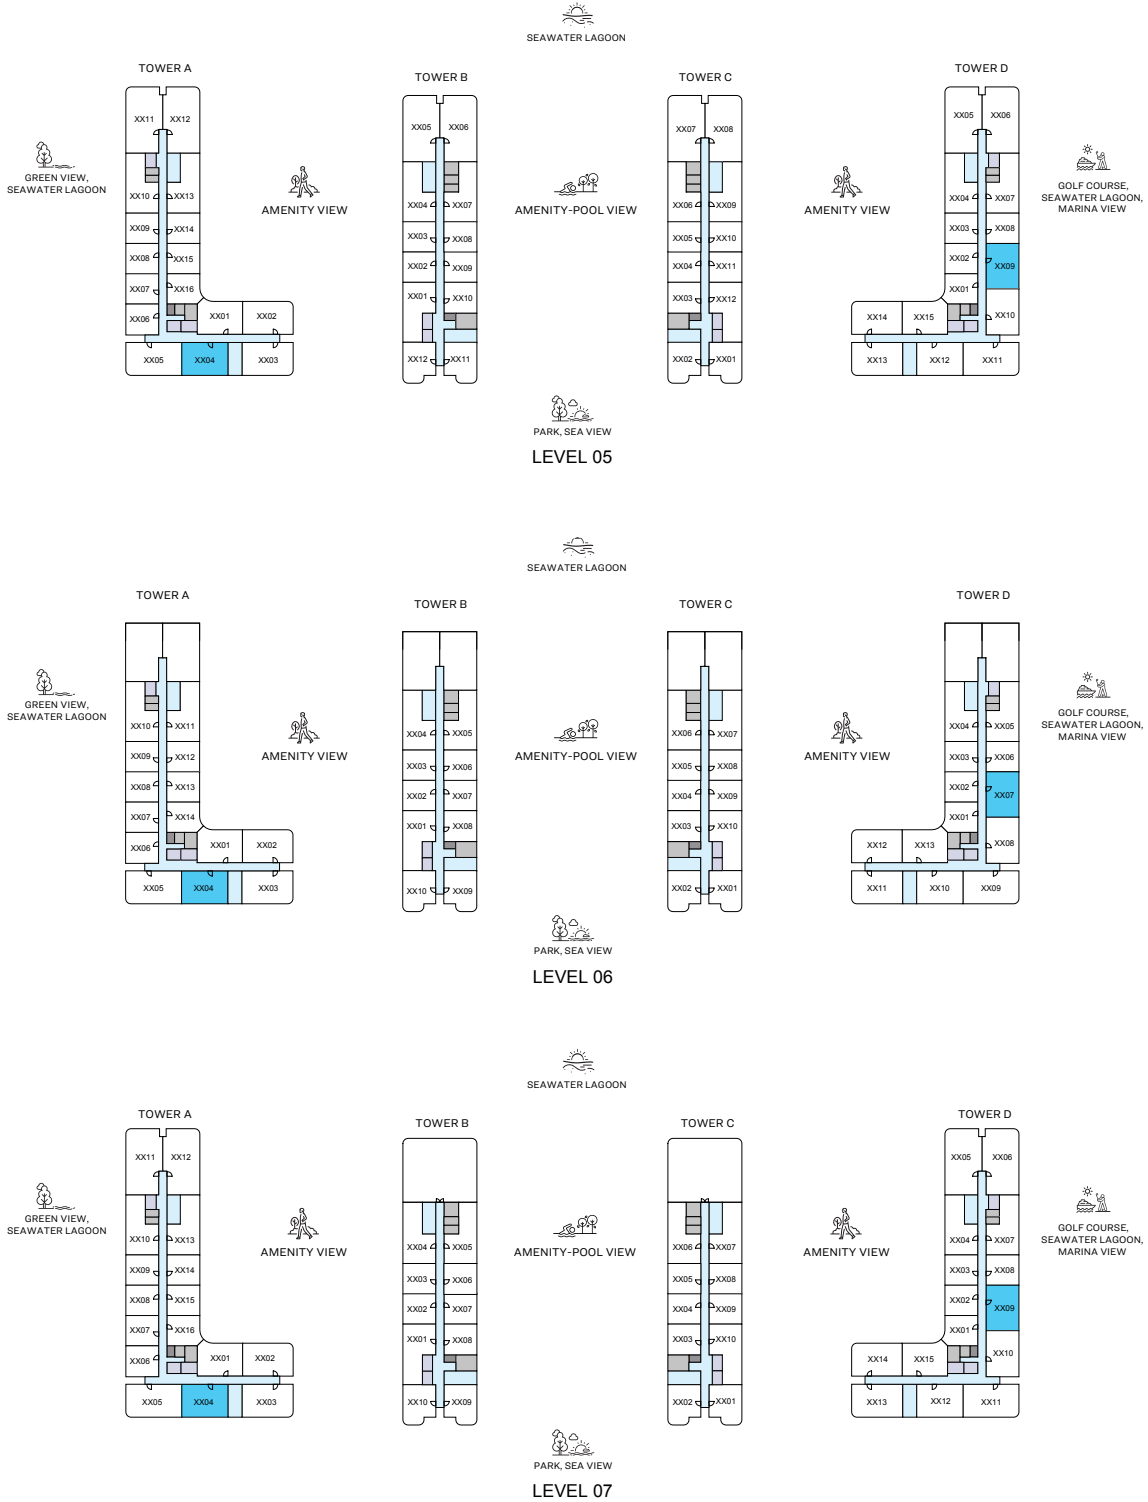 SEAWATER LAGOON
TOWER A
TOWER B
TOWER C
TOWER D
XX11 XX12
XX05 XX06
XX07 XX08
XX05 XX06
GREEN VIEW,
SEAWATER LAGOON
AMENITY VIEW
AMENITY-POOL VIEW
AMENITY VIEW
GOLF COURSE,
SEAWATER LAGOON,
MARINA VIEW
XX10 XX13
XX04 XX07
XX06 XX09
XX04 XX07
XX09 XX14
XX03 XX08
XX05 XX10
XX03 XX08
XX08 XX15
XX02 XX09
XX04 XX11
XX02 XX09
XX07 XX16
XX01 XX10
XX03 XX12
XX01
XX06 XX01 XX02
XX14 XX15 XX10
XX05 XX04 XX03
XX12 XX11
XX02 XX01
XX13 XX12 XX11
PARK, SEA VIEW
LEVEL 05
SEAWATER LAGOON
TOWER A
TOWER B
TOWER C
TOWER D
GREEN VIEW,
SEAWATER LAGOON
AMENITY VIEW
AMENITY-POOL VIEW
AMENITY VIEW
GOLF COURSE,
SEAWATER LAGOON,
MARINA VIEW
XX10 XX11
XX04 XX05
XX06 XX07
XX04 XX05
XX09 XX12
XX03 XX06
XX05 XX08
XX03 XX06
XX08 XX13
XX02 XX07
XX04 XX09
XX02 XX07
XX07 XX14
XX01 XX08
XX03 XX10
XX01
XX06 XX01 XX02
XX12 XX13 XX08
XX05 XX04 XX03
XX10 XX09
XX02 XX01
XX11 XX10 XX09
PARK, SEA VIEW
LEVEL 06
SEAWATER LAGOON
TOWER A
TOWER B
TOWER C
TOWER D
XX11 XX12
XX05 XX06
GREEN VIEW,
SEAWATER LAGOON
AMENITY VIEW
AMENITY-POOL VIEW
AMENITY VIEW
GOLF COURSE,
SEAWATER LAGOON,
MARINA VIEW
XX10 XX13
XX04 XX05
XX06 XX07
XX04 XX07
XX09 XX14
XX03 XX06
XX05 XX08
XX03 XX08
XX08 XX15
XX02 XX07
XX04 XX09
XX02 XX09
XX07 XX16
XX01 XX08
XX03 XX10
XX01
XX06 XX01 XX02
XX14 XX15 XX10
XX05 XX04 XX03
XX10 XX09
XX02 XX01
XX13 XX12 XX11
PARK, SEA VIEW
LEVEL 07